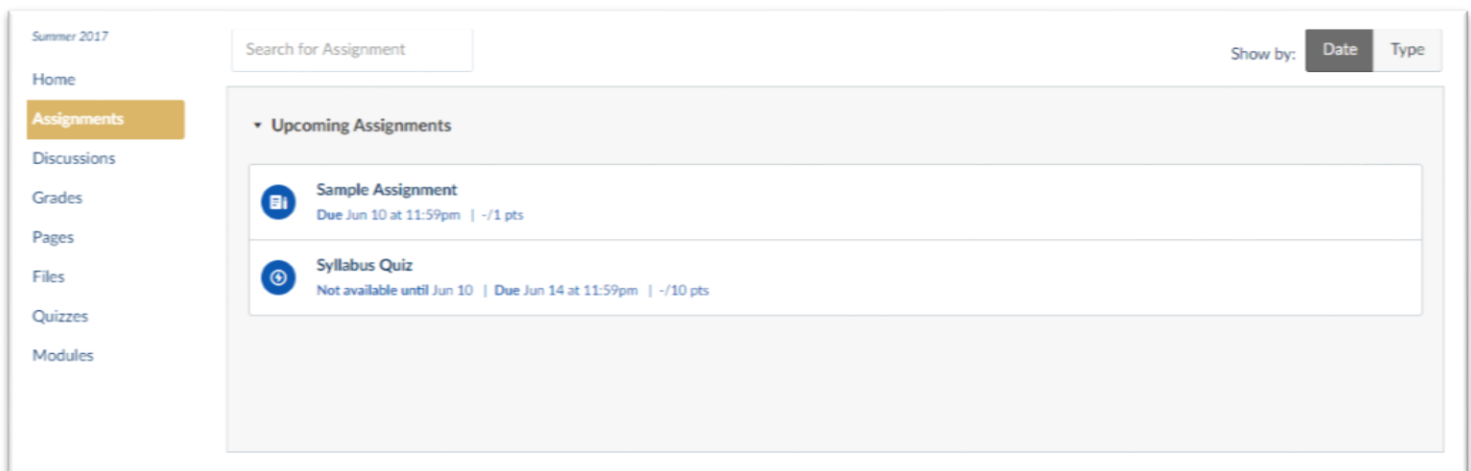 Summer 2017
Home
Assignments
Discussions
Grades
Pages
Files
Quizzes
Modules
Search for Assignment
Show by: Date Type
Upcoming Assignments
Sample Assignment
Due Jun 10 at 11:59pm | -/1 pts
Syllabus Quiz
Not available until Jun 10 | Due Jun 14 at 11:59pm | -/10 pts